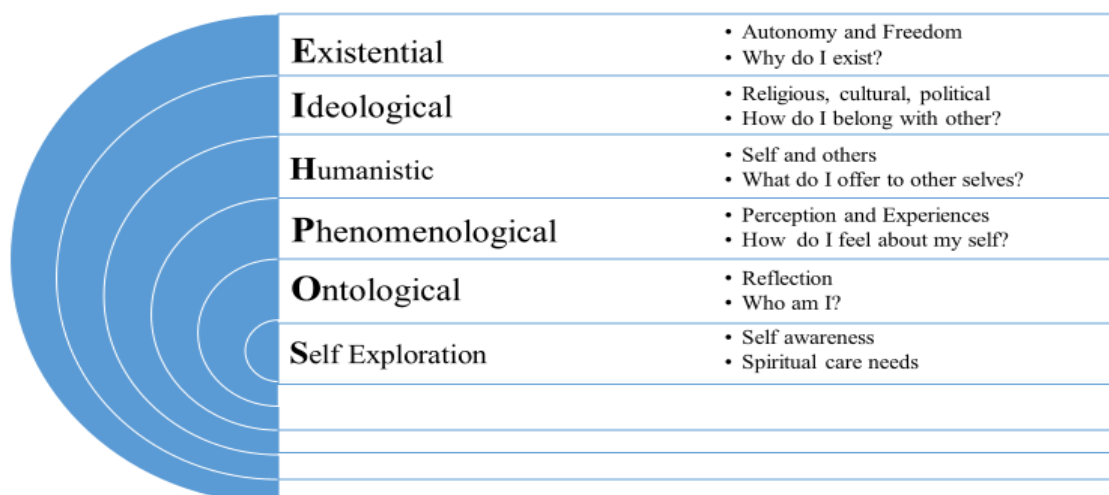 Existential
• Autonomy and Freedom
• Why do I exist?
Ideological
• Religious, cultural, political
• How do I belong with other?
Humanistic
• Self and others
• What do I offer to other selves?
Phenomenological
• Perception and Experiences
• How do I feel about my self?
Ontological
• Reflection
• Who am I?
Self Exploration
• Self awareness
• Spiritual care needs